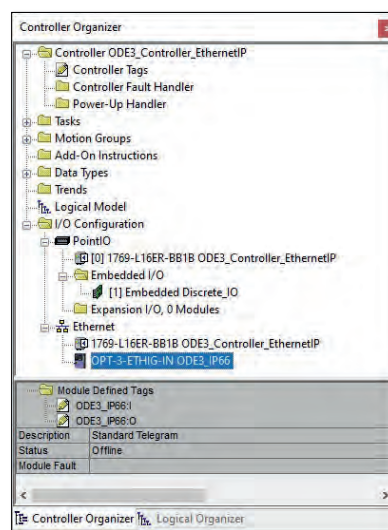 Controller Organizer
Controller ODE3_Controller_EthernetIP
Controller Tags
Controller Fault Handler
Power-Up Handler
Tasks
Motion Groups
Add-On Instructions
Data Types
Trends
Logical Model
I/O Configuration
PointIO
[0] 1769-L16ER-BB1B ODE3_Controller_EthernetIP
Embedded I/O
[1] Embedded Discrete_IO
Expansion I/O, 0 Modules
Ethernet
1769-L16ER-BB1B ODE3_Controller_EthernetIP
OPT-3-ETHIG-IN ODE3_IP66
Module Defined Tags
ODE3_IP66:I
ODE3_IP66:O
Description Standard Telegram
Status Offline
Module Fault
Controller Organizer Logical Organizer